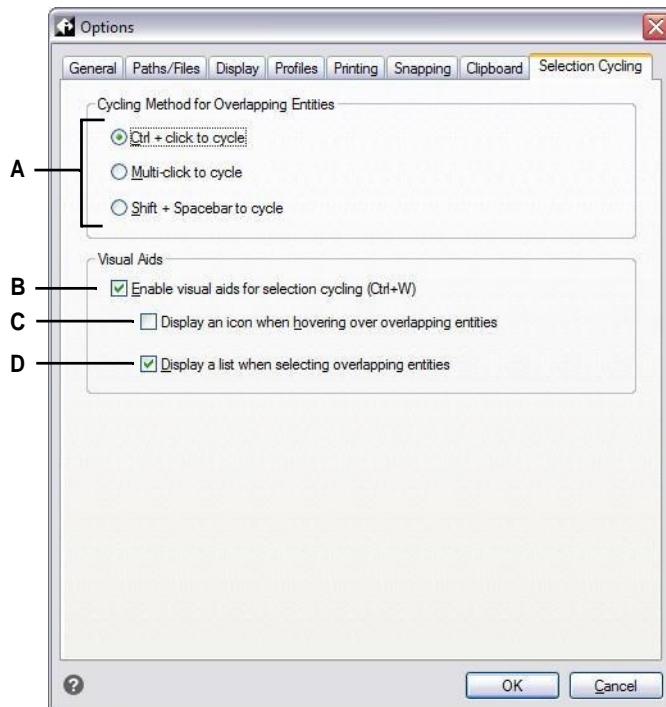 Options
General Paths/Files Display Profiles Printing Snapping Clipboard Selection Cycling
Cycling Method for Overlapping Entities
A
Ctrl + click to cycle
Multi-click to cycle
Shift + Spacebar to cycle
Visual Aids
B Enable visual aids for selection cycling (Ctrl+W)
C Display an icon when hovering over overlapping entities
D Display a list when selecting overlapping entities
? OK Cancel